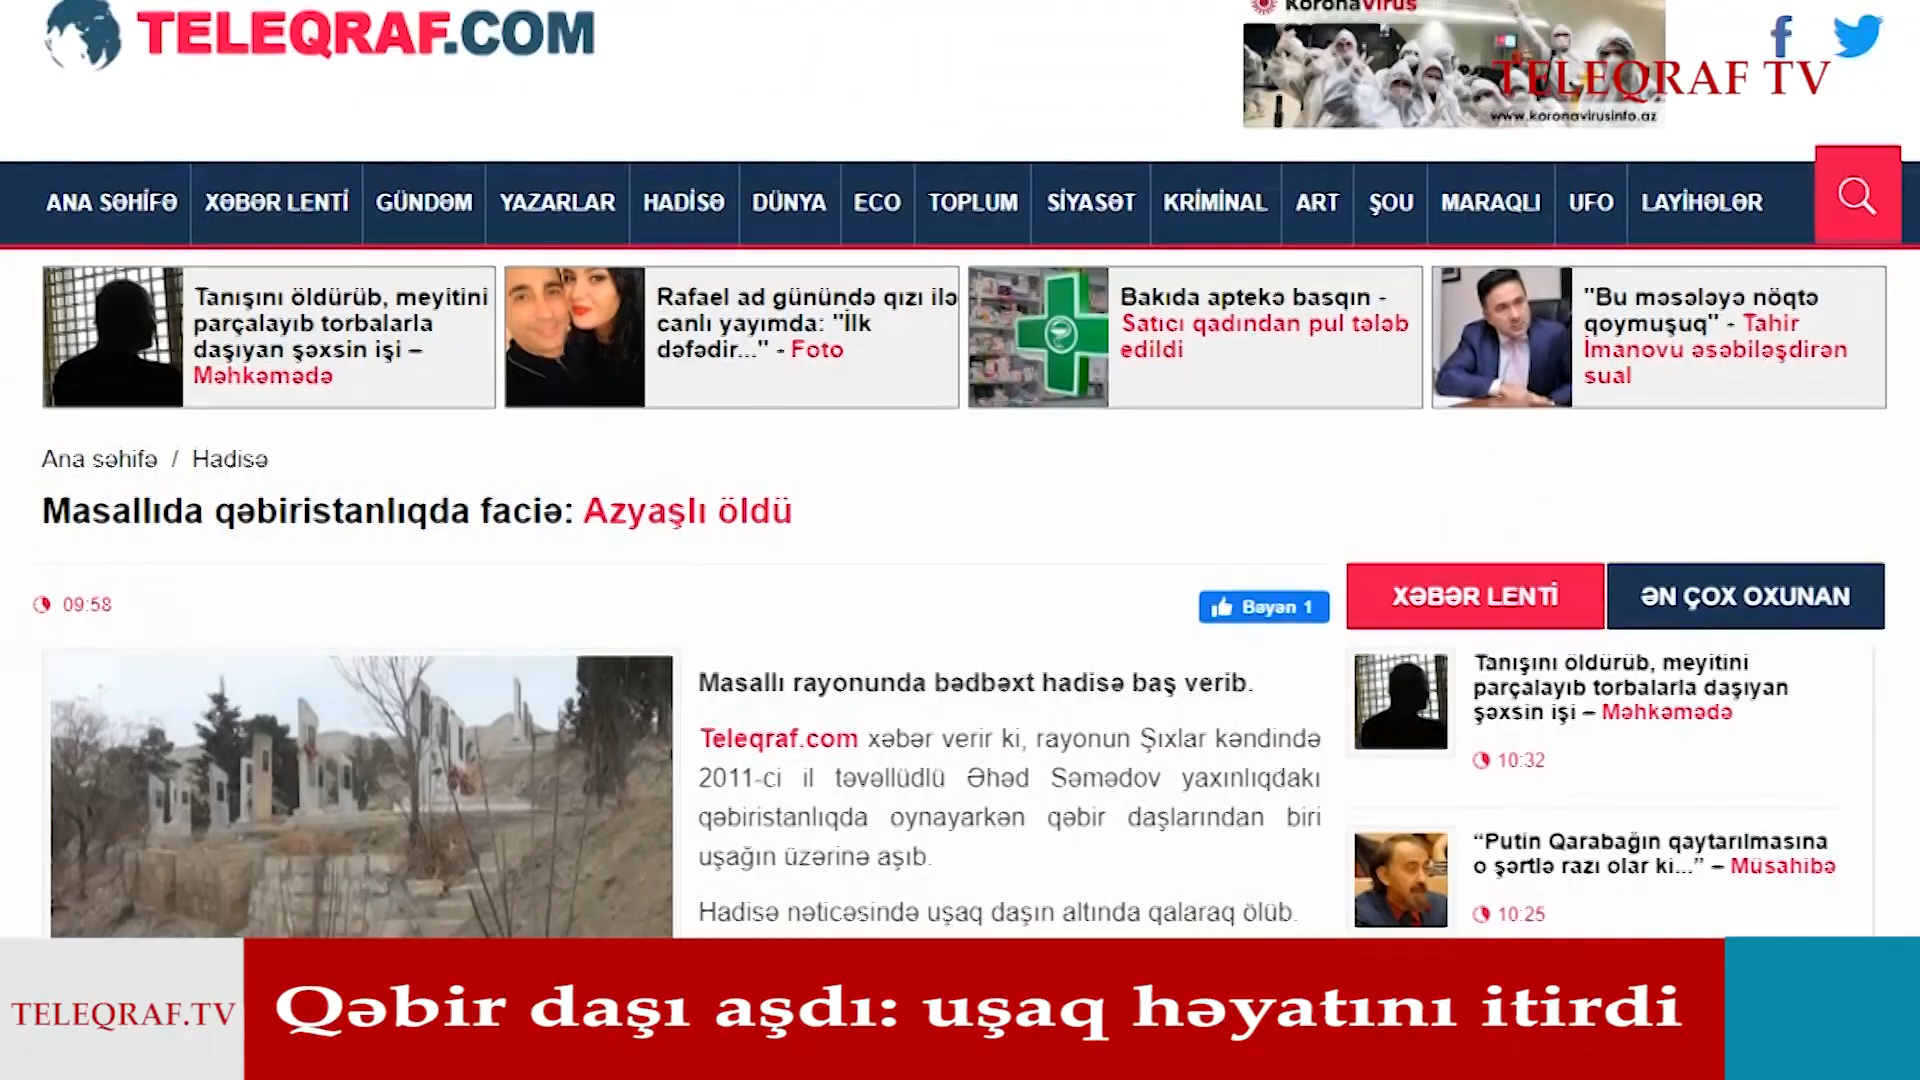 TELEQRAF.COM
Koronavirus
TELEQRAF TV
www.koronavirusinfo.az
ANA SƏHİFƏ XƏBƏR LENTİ GÜNDƏM YAZARLAR HADİSƏ DÜNYA ECO TOPLUM SİYASƏT KRİMİNAL ART ŞOU MARAQLI UFO LAYİHƏLƏR
Tanışını öldürüb, meyitini
parçalayıb torbalarla
daşıyan şəxsin işi –
Məhkəmədə
Rafael ad günündə qızı ilə
canlı yayımda: "İlk
dəfədir..." - Foto
Bakıda aptekə basqın -
Satıcı qadından pul tələb
edildi
"Bu məsələyə nöqtə
qoymuşuq" - Tahir
İmanovu əsəbiləşdirən
sual
Ana səhifə / Hadisə
Masallıda qəbiristanlıqda faciə: Azyaşlı öldü
09:58
Bəyən 1
Masallı rayonunda bədbəxt hadisə baş verib.
Teleqraf.com xəbər verir ki, rayonun Şıxlar kəndində
2011-ci il təvəllüdlü Əhəd Səmədov yaxınlıqdakı
qəbiristanlıqda oynayarkən qəbir daşlarından biri
uşağın üzərinə aşıb.
Hadisə nəticəsində uşaq daşın altında qalaraq ölüb.
XƏBƏR LENTİ ƏN ÇOX OXUNAN
Tanışını öldürüb, meyitini
parçalayıb torbalarla daşıyan
şəxsin işi – Məhkəmədə
10:32
“Putin Qarabağın qaytarılmasına
o şərtlə razı olar ki...” – Müsahibə
10:25
TELEQRAF.TV
Qəbir daşı aşdı: uşaq həyatını itirdi